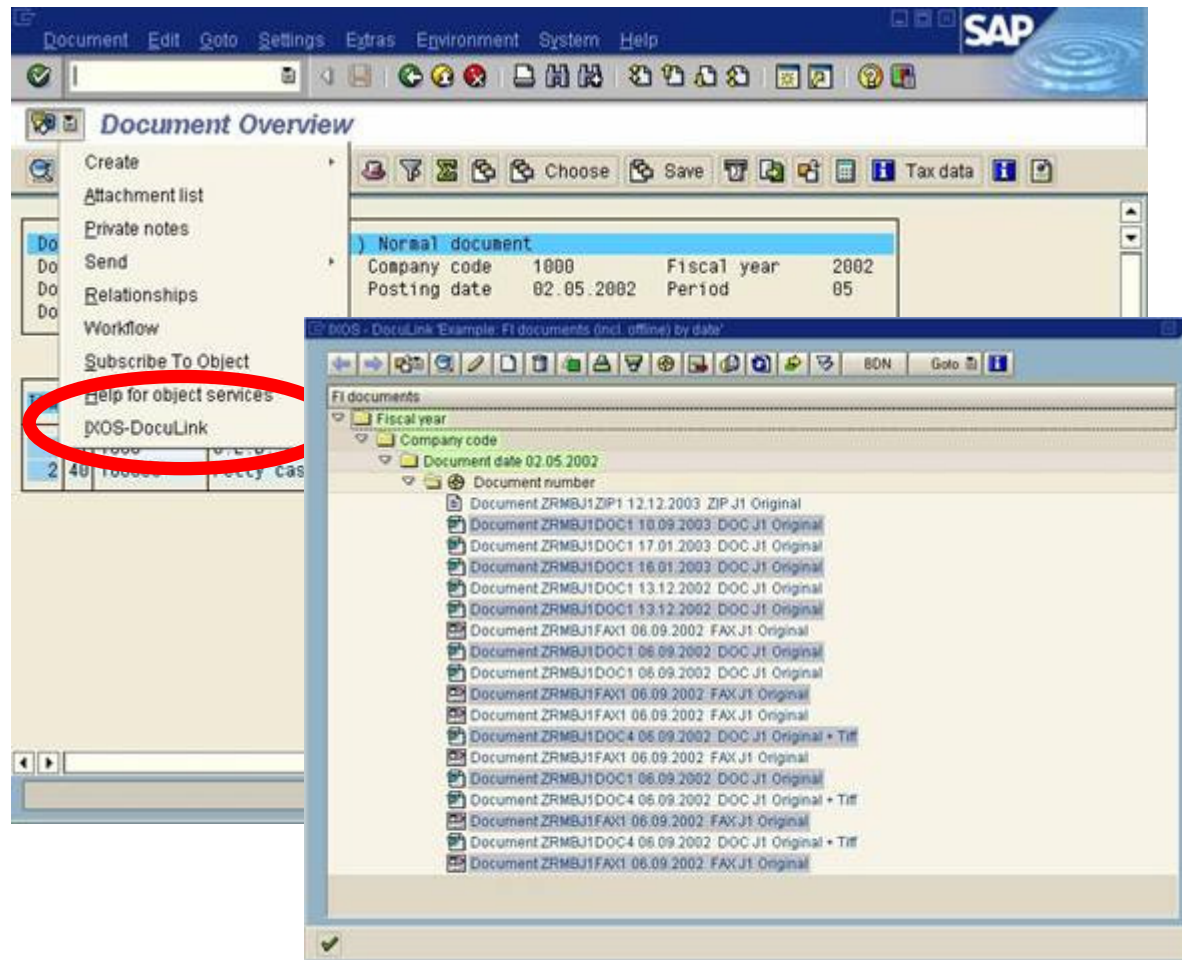 Document Edit Goto Settings Extras Environment System Help
SAP
Document Overview
Choose Save Tax data
Create
Attachment list
Private notes
Send
Relationships
Workflow
Subscribe To Object
Help for object services
IXOS-DocuLink
Do ) Normal document
Do Company code 1000 Fiscal year 2002
Do Posting date 02.05.2002 Period 05
Do
2 40 Petty cas
IXOS - DocuLink 'Example: FI documents (incl. offline) by date'
BDN Goto
FI documents
Fiscal year
Company code
Document date 02.05.2002
Document number
Document ZRMBJ1ZIP1 12.12.2003 ZIP J1 Original
Document ZRMBJ1DOC1 10.09.2003 DOC J1 Original
Document ZRMBJ1DOC1 17.01.2003 DOC J1 Original
Document ZRMBJ1DOC1 16.01.2003 DOC J1 Original
Document ZRMBJ1DOC1 13.12.2002 DOC J1 Original
Document ZRMBJ1DOC1 13.12.2002 DOC J1 Original
Document ZRMBJ1FAX1 06.09.2002 FAX J1 Original
Document ZRMBJ1DOC1 06.09.2002 DOC J1 Original
Document ZRMBJ1DOC1 06.09.2002 DOC J1 Original
Document ZRMBJ1FAX1 06.09.2002 FAX J1 Original
Document ZRMBJ1FAX1 06.09.2002 FAX J1 Original
Document ZRMBJ1DOC4 06.09.2002 DOC J1 Original + Tiff
Document ZRMBJ1FAX1 06.09.2002 FAX J1 Original
Document ZRMBJ1DOC1 06.09.2002 DOC J1 Original
Document ZRMBJ1DOC4 06.09.2002 DOC J1 Original + Tiff
Document ZRMBJ1FAX1 06.09.2002 FAX J1 Original
Document ZRMBJ1DOC4 06.09.2002 DOC J1 Original + Tiff
Document ZRMBJ1FAX1 06.09.2002 FAX J1 Original